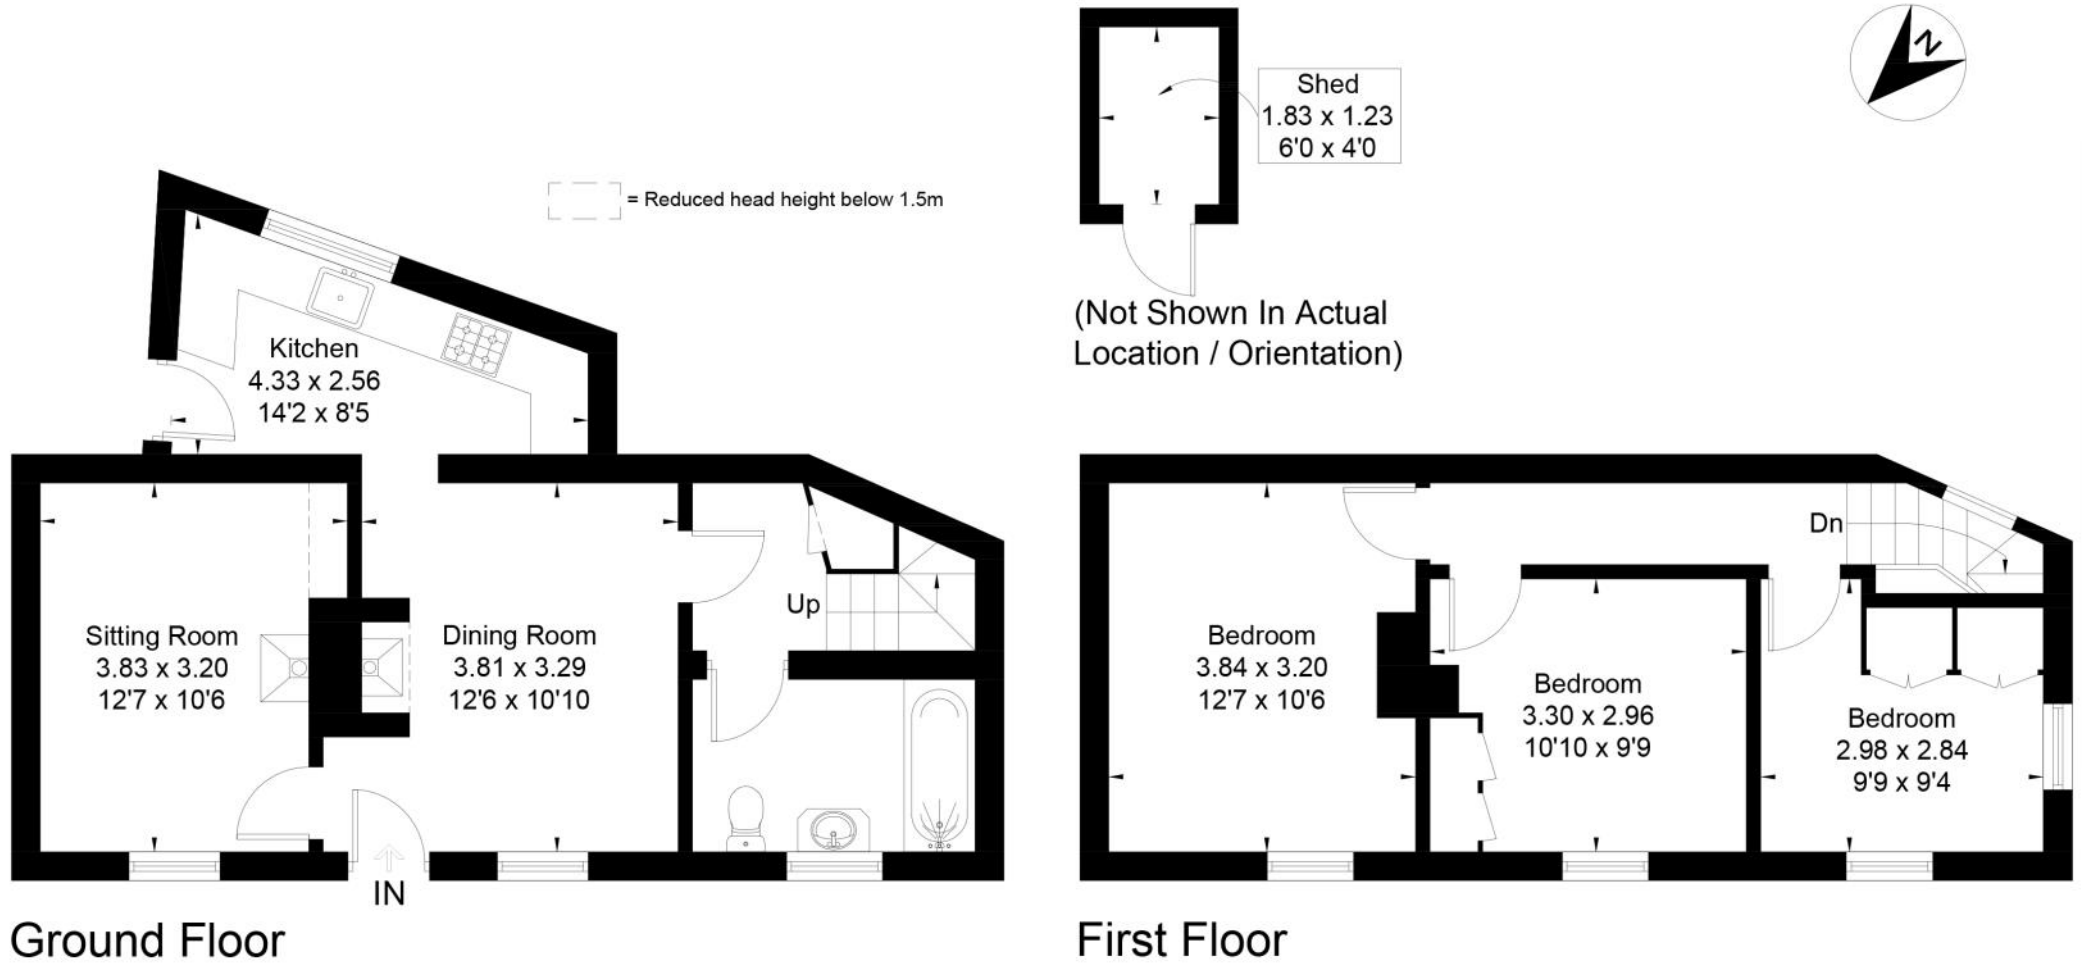 Shed
1.83 x 1.23
6'0 x 4'0
N
= Reduced head height below 1.5m
(Not Shown In Actual
Location / Orientation)
Kitchen
4.33 x 2.56
14'2 x 8'5
Sitting Room
3.83 x 3.20
12'7 x 10'6
Dining Room
3.81 x 3.29
12'6 x 10'10
Up
IN
Ground Floor
Dn
Bedroom
3.84 x 3.20
12'7 x 10'6
Bedroom
3.30 x 2.96
10'10 x 9'9
Bedroom
2.98 x 2.84
9'9 x 9'4
First Floor